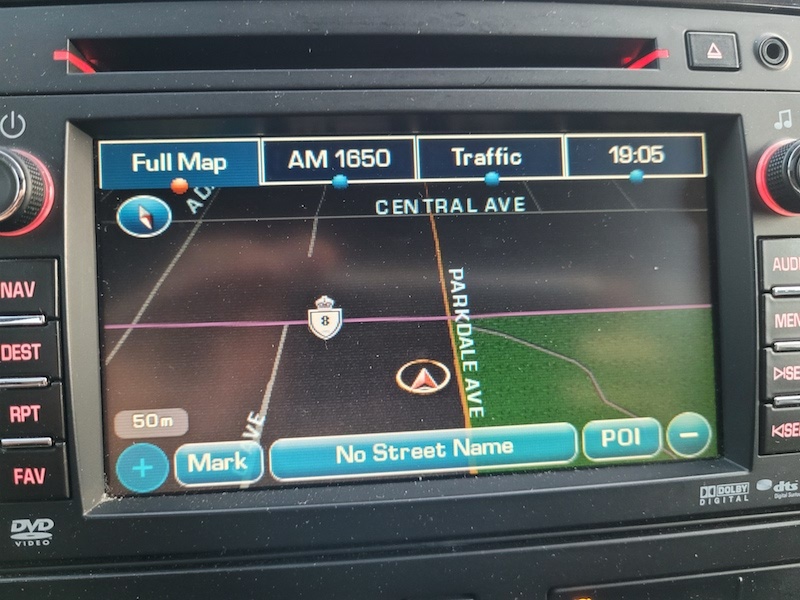 Full Map
AM 1650
Traffic
19:05
CENTRAL AVE
PARKDALE AVE
8
50m
AVE
Mark
No Street Name
POI
NAV
DEST
RPT
FAV
DVD
VIDEO
DOLBY
DIGITAL
dts